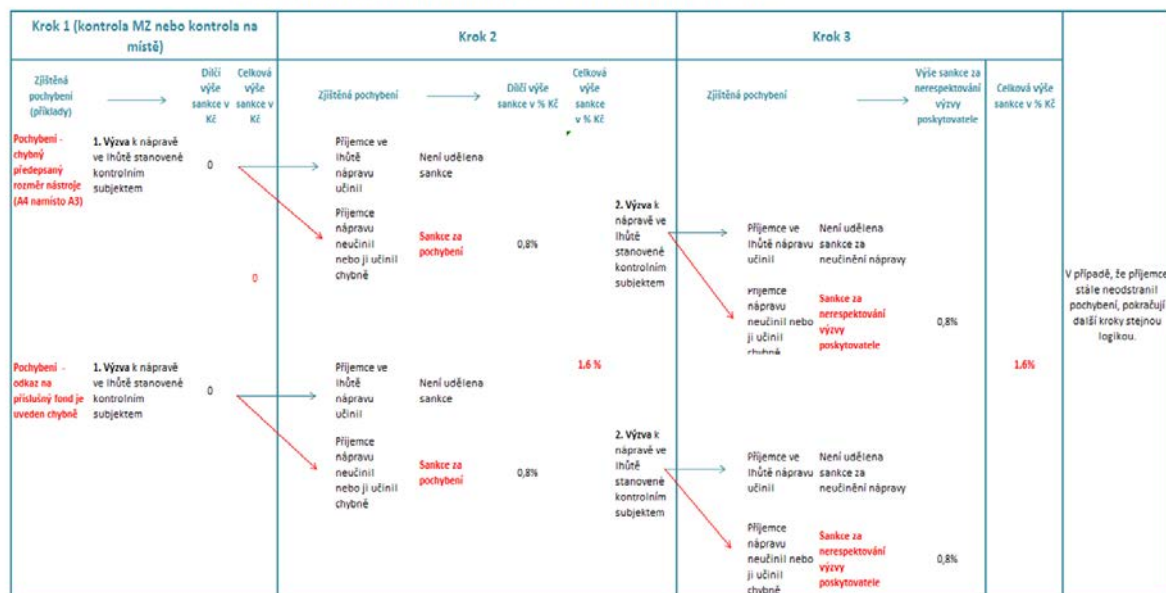 Krok 1 (kontrola MZ nebo kontrola na
místě)
Krok 2
Krok 3
Zjištěná
pochybení
(příklady)
Dílčí
výše
sankce v
Kč
Celková
výše
sankce v
Kč
Zjištěná pochybení
Dílčí výše
sankce v % Kč
Celková
výše
sankce
v % Kč
Zjištěná pochybení
Výše sankce za
nerespektování
výzvy
poskytovatele
Celková výše
sankce v % Kč
Pochybení -
chybný
předepsaný
rozměr nástroje
(A4 namísto A3)
1. Výzva k nápravě
ve lhůtě stanovené
kontrolním
subjektem
0
Příjemce ve
lhůtě
nápravu
učinil
Není udělena
sankce
Příjemce
nápravu
neučinil
nebo ji učinil
chybně
Sankce za
pochybení
0,8%
2. Výzva k
nápravě ve
lhůtě
stanovené
kontrolním
subjektem
Příjemce ve
lhůtě nápravu
učinil
Není udělena
sankce za
neučinění nápravy
Příjemce
nápravu
neučinil nebo
ji učinil
chybně
Sankce za
nerespektování
výzvy
poskytovatele
0,8%
0
1.6 %
1.6%
V případě, že příjemce
stále neodstranil
pochybení, pokračují
další kroky stejnou
logikou.
Pochybení -
odkaz na
příslušný fond je
uveden chybně
1. Výzva k nápravě
ve lhůtě stanovené
kontrolním
subjektem
0
Příjemce ve
lhůtě
nápravu
učinil
Není udělena
sankce
Příjemce
nápravu
neučinil
nebo ji učinil
chybně
Sankce za
pochybení
0,8%
2. Výzva k
nápravě ve
lhůtě
stanovené
kontrolním
subjektem
Příjemce ve
lhůtě nápravu
učinil
Není udělena
sankce za
neučinění nápravy
Příjemce
nápravu
neučinil nebo
ji učinil
chybně
Sankce za
nerespektování
výzvy
poskytovatele
0,8%